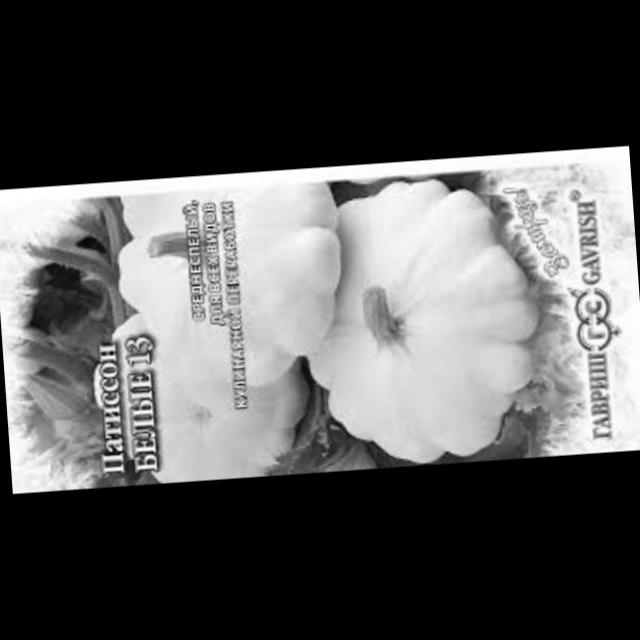 ГАВРИШ GAVRISH®
СРЕДНЕСПЕЛЫЙ,
ДЛЯ ВСЕХ ВИДОВ
КУЛИНАРНОЙ ПЕРЕРАБОТКИ
ПАТИССОН
БЕЛЫЕ 13